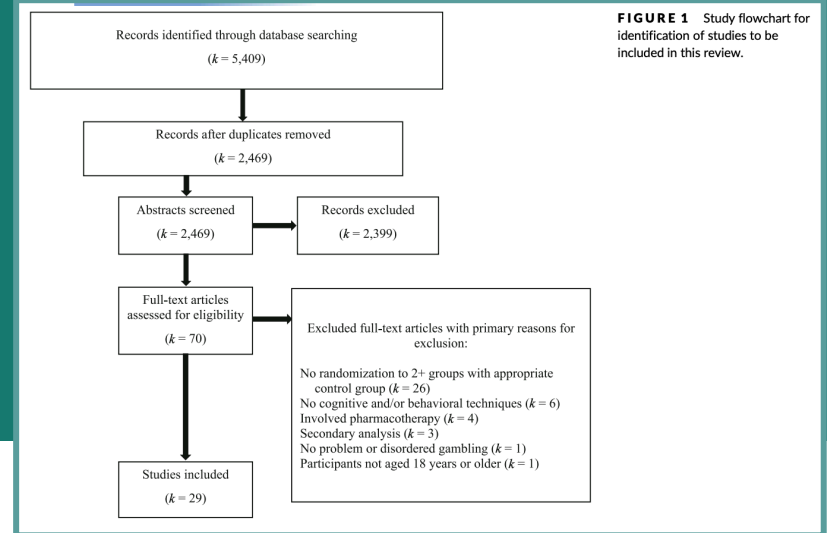 Records identified through database searching
(k = 5,409)
FIGURE 1 Study flowchart for
identification of studies to be
included in this review.
Records after duplicates removed
(k = 2,469)
Abstracts screened
(k = 2,469)
Records excluded
(k = 2,399)
Full-text articles
assessed for eligibility
(k = 70)
Excluded full-text articles with primary reasons for
exclusion:
No randomization to 2+ groups with appropriate
control group (k = 26)
No cognitive and/or behavioral techniques (k = 6)
Involved pharmacotherapy (k = 4)
Secondary analysis (k = 3)
No problem or disordered gambling (k = 1)
Participants not aged 18 years or older (k = 1)
Studies included
(k = 29)